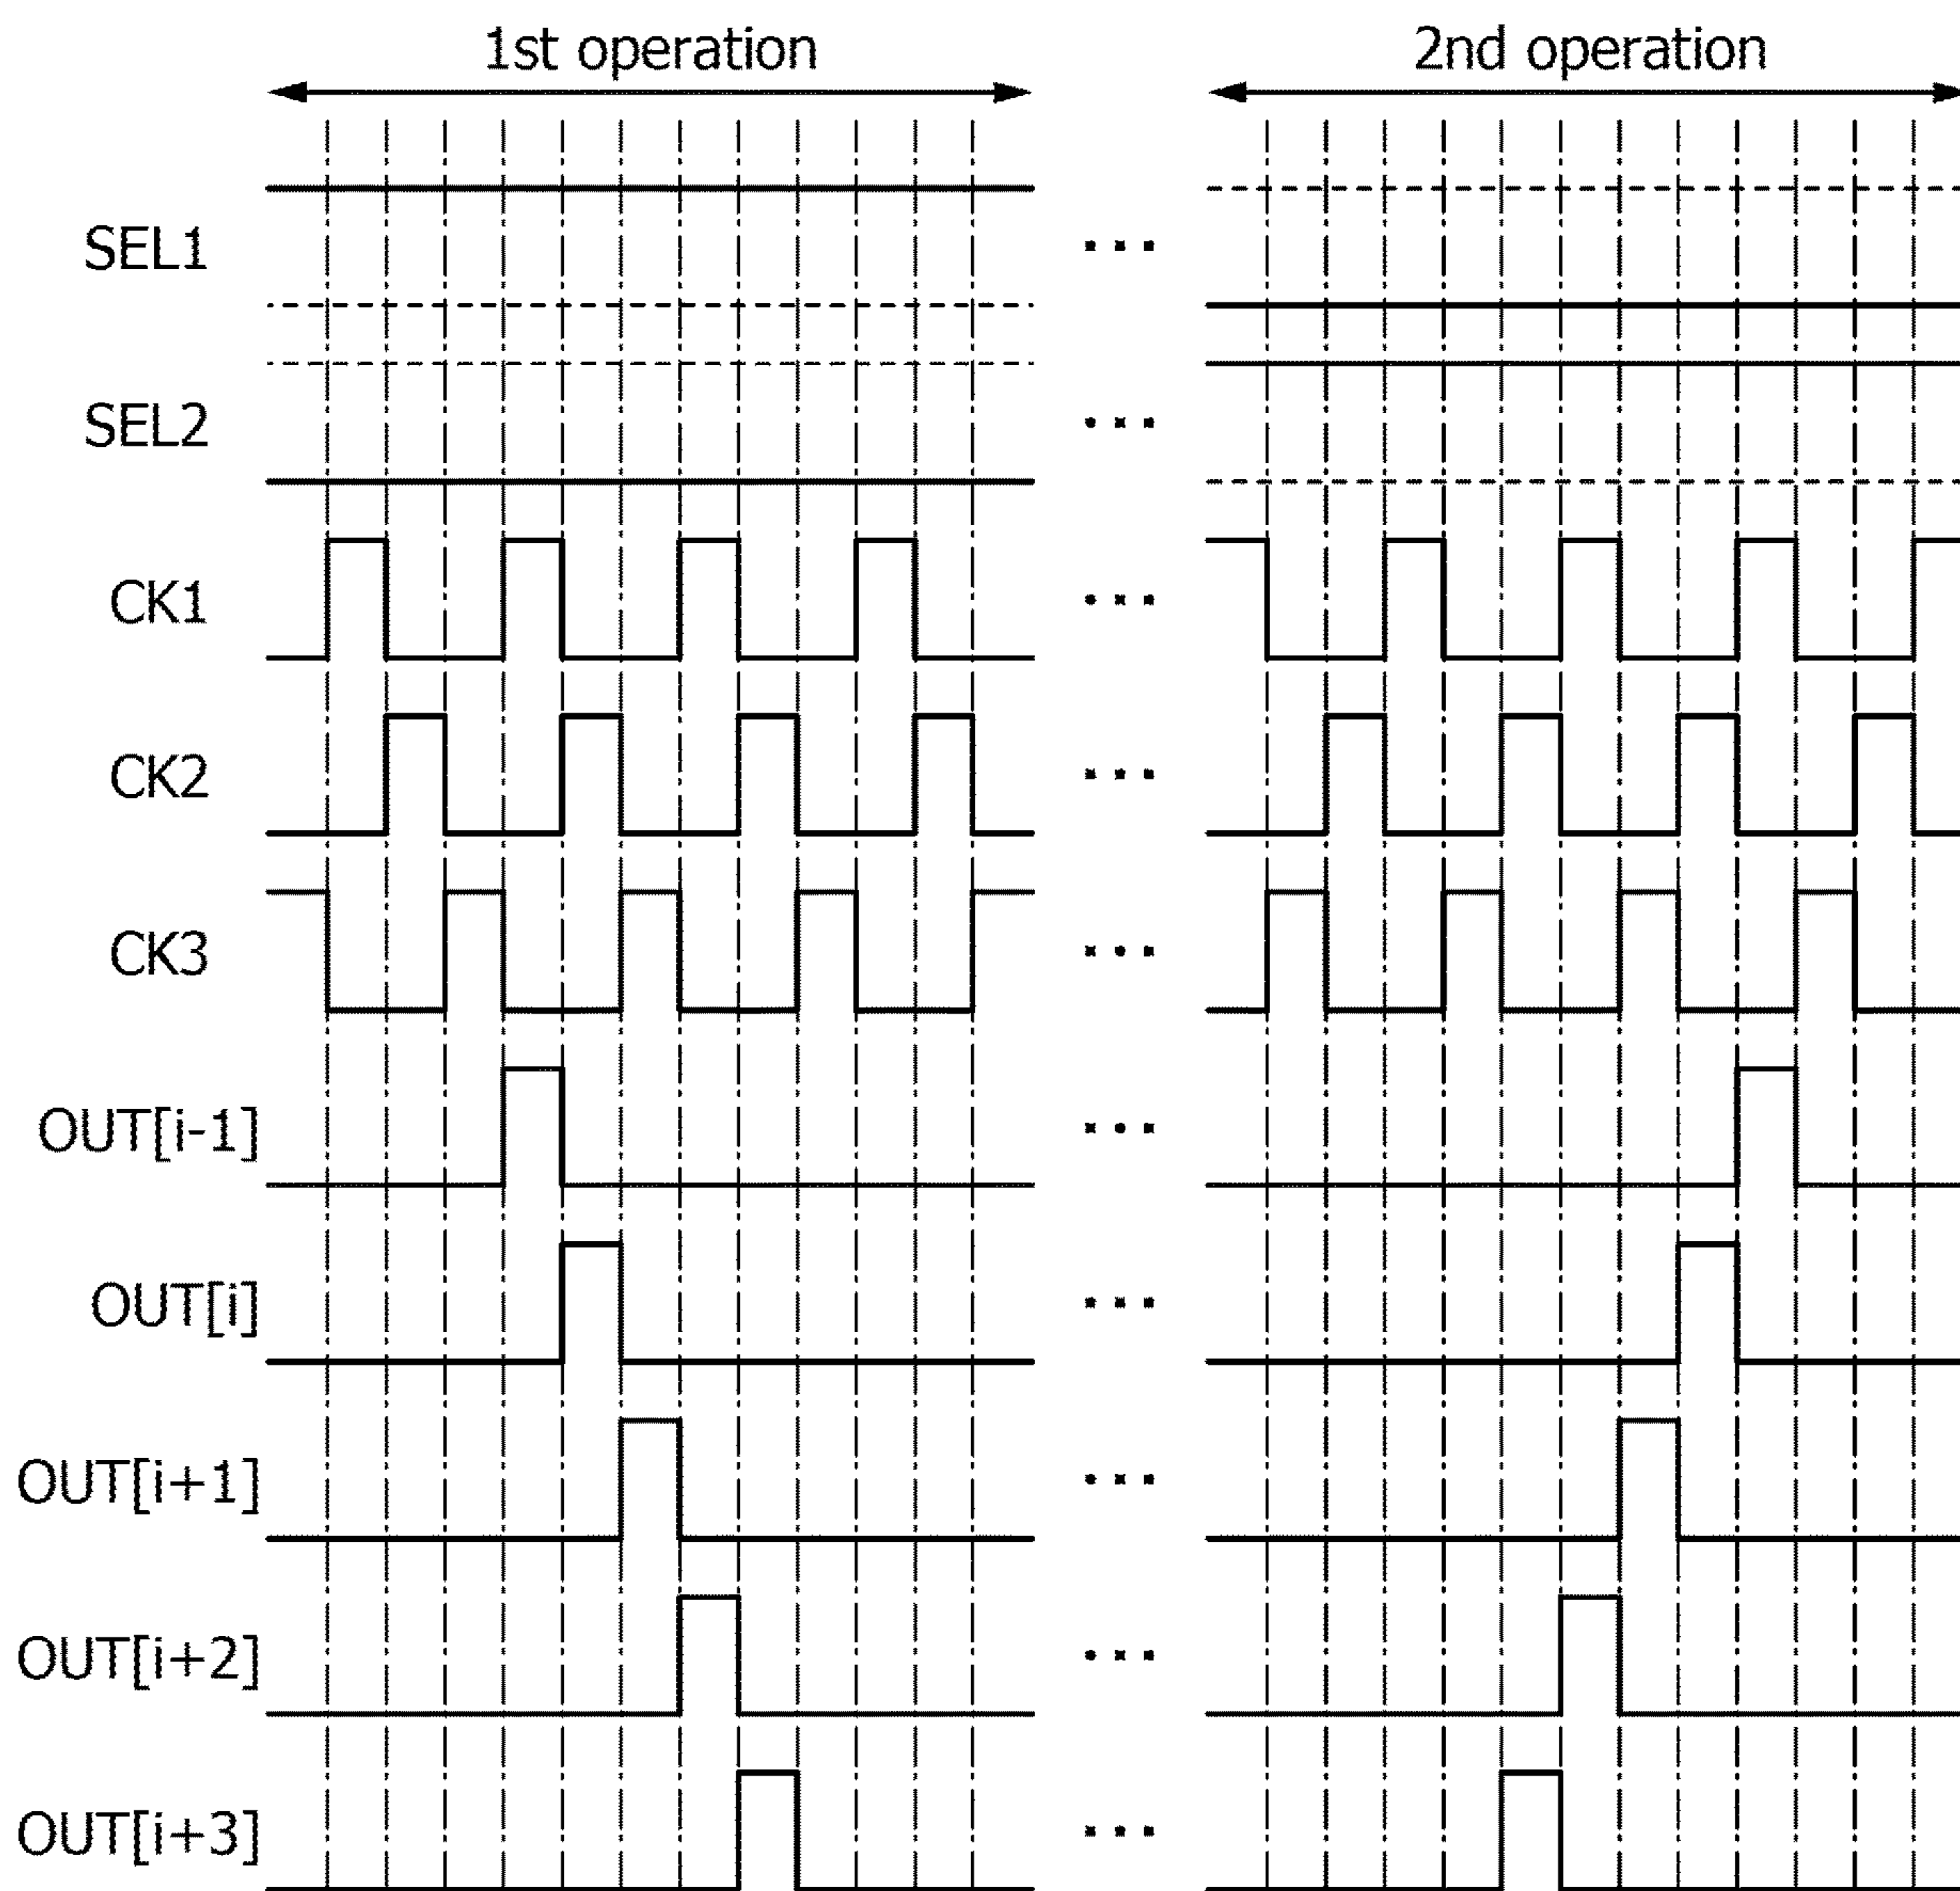 1st operation
2nd operation
SEL1
SEL2
CK1
CK2
CK3
OUT[i-1]
OUT[i]
OUT[i+1]
OUT[i+2]
OUT[i+3]